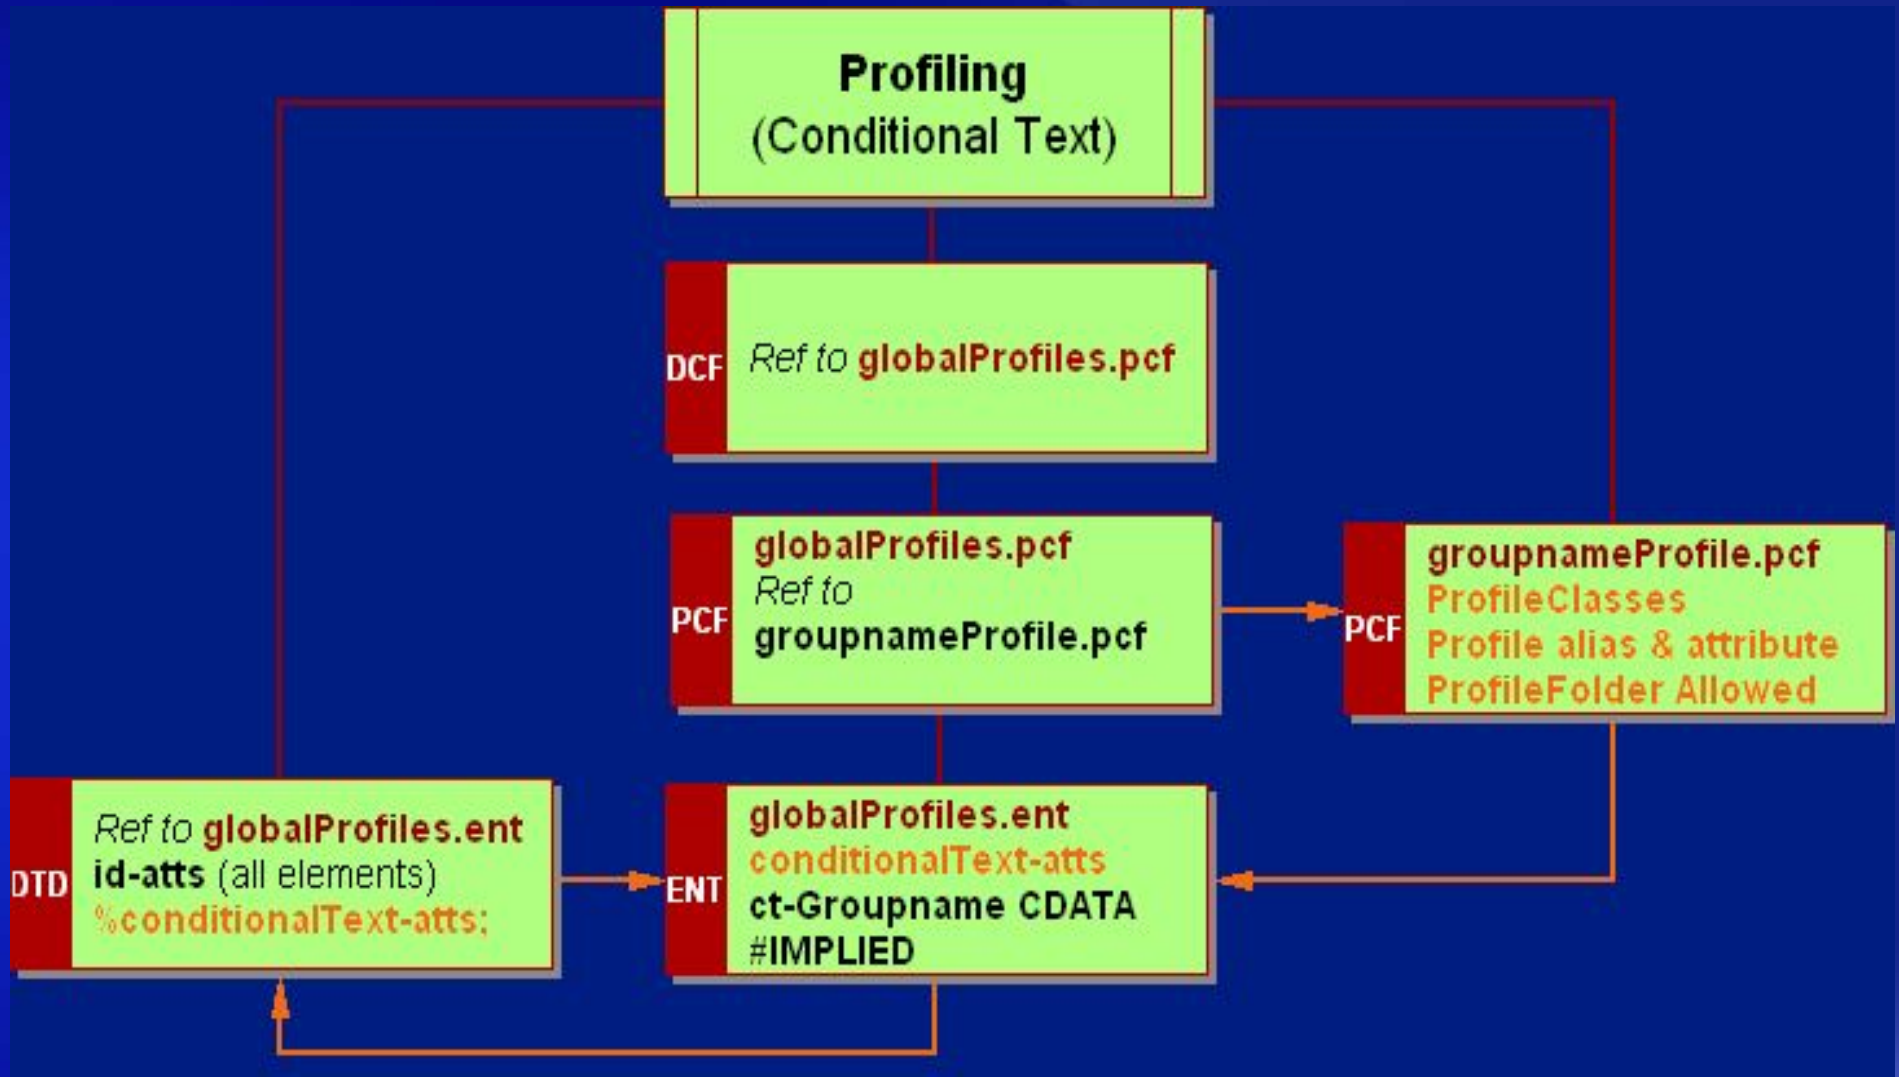 Profiling
(Conditional Text)
DCF
Ref to globalProfiles.pcf
PCF
globalProfiles.pcf
Ref to
groupnameProfile.pcf
PCF
groupnameProfile.pcf
ProfileClasses
Profile alias & attribute
ProfileFolder Allowed
DTD
Ref to globalProfiles.ent
id-atts (all elements)
%conditionalText-atts;
ENT
globalProfiles.ent
conditionalText-atts
ct-Groupname CDATA
#IMPLIED